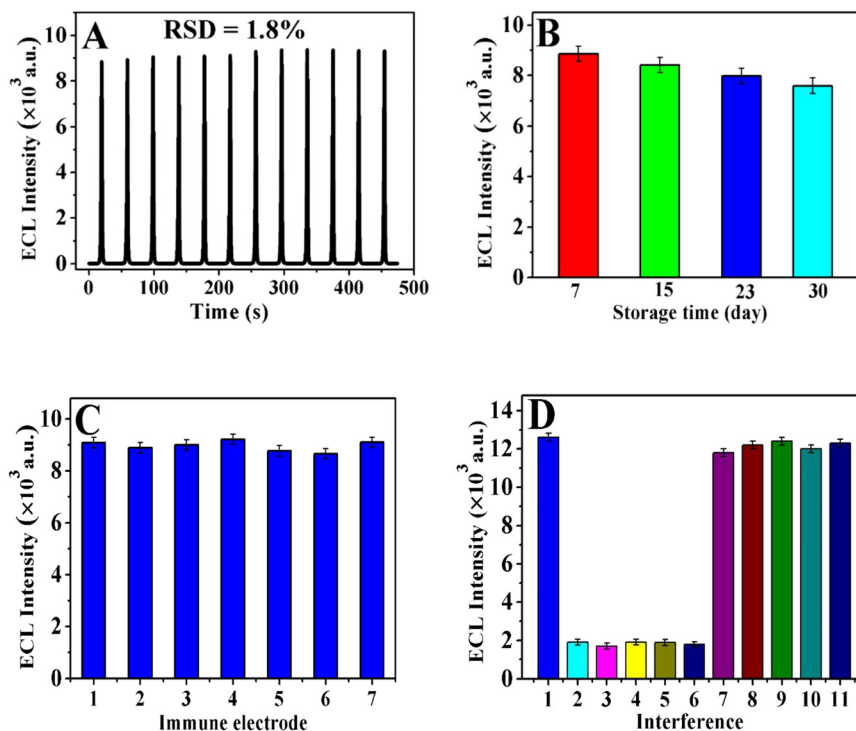 A
RSD = 1.8%
ECL Intensity (×10³ a.u.)
10
8
6
4
2
0
0 100 200 300 400 500
Time (s)
B
ECL Intensity (×10³ a.u.)
10
8
6
4
2
0
7 15 23 30
Storage time (day)
C
ECL Intensity (×10³ a.u.)
10
8
6
4
2
0
1 2 3 4 5 6 7
Immune electrode
D
ECL Intensity (×10³ a.u.)
14
12
10
8
6
4
2
0
1 2 3 4 5 6 7 8 9 10 11
Interference